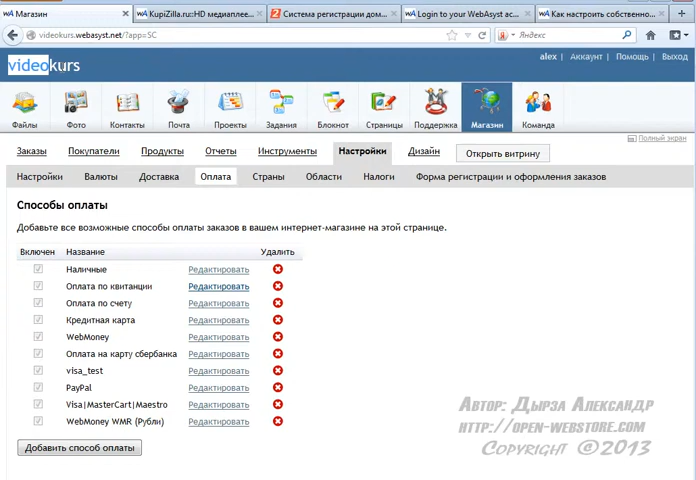 Магазин
KupiZilla.ru::HD медиаплее...
Система регистрации дом...
Login to your WebAsyst ac...
Как настроить собственно...
videokurs.webasyst.net/?app=SC
Яндекс
videokurs
alex | Аккаунт | Помощь | Выход
Файлы Фото Контакты Почта Проекты Задания Блокнот Страницы Поддержка Магазин Команда
Полный экран
Заказы Покупатели Продукты Отчеты Инструменты Настройки Дизайн Открыть витрину
Настройки Валюты Доставка Оплата Страны Области Налоги Форма регистрации и оформления заказов
Способы оплаты
Добавьте все возможные способы оплаты заказов в вашем интернет-магазине на этой странице.
Включен Название Удалить
Наличные Редактировать
Оплата по квитанции Редактировать
Оплата по счету Редактировать
Кредитная карта Редактировать
WebMoney Редактировать
Оплата на карту сбербанка Редактировать
visa_test Редактировать
PayPal Редактировать
Visa|MasterCart|Maestro Редактировать
WebMoney WMR (Рубли) Редактировать
Добавить способ оплаты
Автор: Дырза Александр
http://open-webstore.com
Copyright ©2013